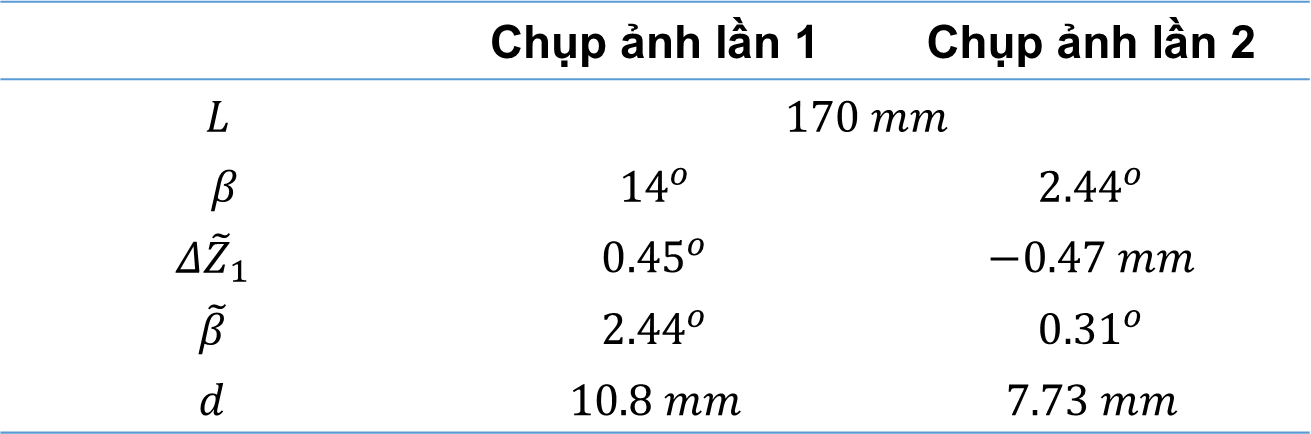 Chụp ảnh lần 1 Chụp ảnh lần 2
L 170 mm
β 14° 2.44°
ΔZ̃₁ 0.45° −0.47 mm
β̃ 2.44° 0.31°
d 10.8 mm 7.73 mm